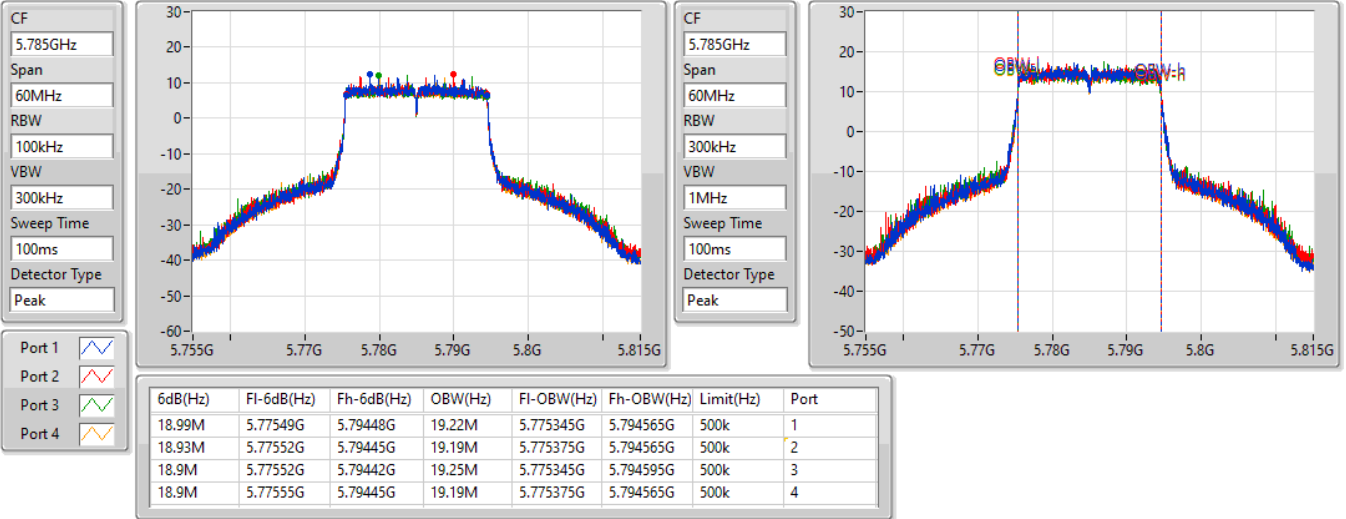 CF
5.785GHz
Span
60MHz
RBW
100kHz
VBW
300kHz
Sweep Time
100ms
Detector Type
Peak
30
20
10
0
-10
-20
-30
-40
-50
-60
5.755G 5.77G 5.78G 5.79G 5.8G 5.815G
CF
5.785GHz
Span
60MHz
RBW
300kHz
VBW
1MHz
Sweep Time
100ms
Detector Type
Peak
30
20
10
0
-10
-20
-30
-40
-50
OBW-h
5.755G 5.77G 5.78G 5.79G 5.8G 5.815G
Port 1
Port 2
Port 3
Port 4
6dB(Hz) Fl-6dB(Hz) Fh-6dB(Hz) OBW(Hz) Fl-OBW(Hz) Fh-OBW(Hz) Limit(Hz) Port
18.99M 5.77549G 5.79448G 19.22M 5.775345G 5.794565G 500k 1
18.93M 5.77552G 5.79445G 19.19M 5.775375G 5.794565G 500k 2
18.9M 5.77552G 5.79442G 19.25M 5.775345G 5.794595G 500k 3
18.9M 5.77555G 5.79445G 19.19M 5.775375G 5.794565G 500k 4